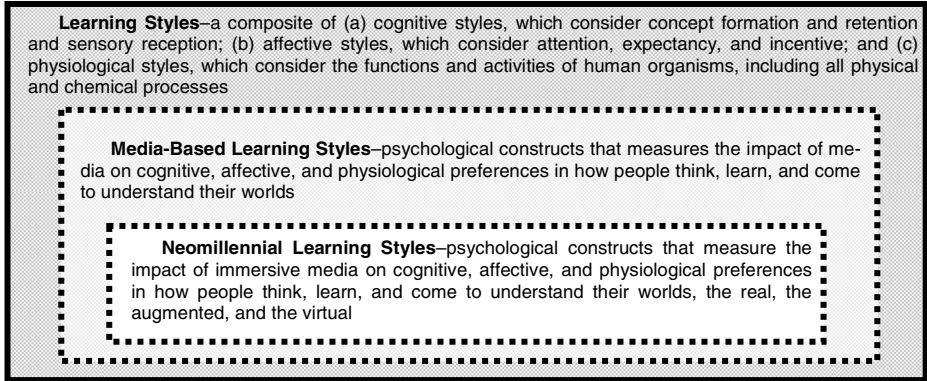 Learning Styles–a composite of (a) cognitive styles, which consider concept formation and retention
and sensory reception; (b) affective styles, which consider attention, expectancy, and incentive; and (c)
physiological styles, which consider the functions and activities of human organisms, including all physical
and chemical processes
Media-Based Learning Styles–psychological constructs that measures the impact of me-
dia on cognitive, affective, and physiological preferences in how people think, learn, and come
to understand their worlds
Neomillennial Learning Styles–psychological constructs that measure the
impact of immersive media on cognitive, affective, and physiological preferences
in how people think, learn, and come to understand their worlds, the real, the
augmented, and the virtual